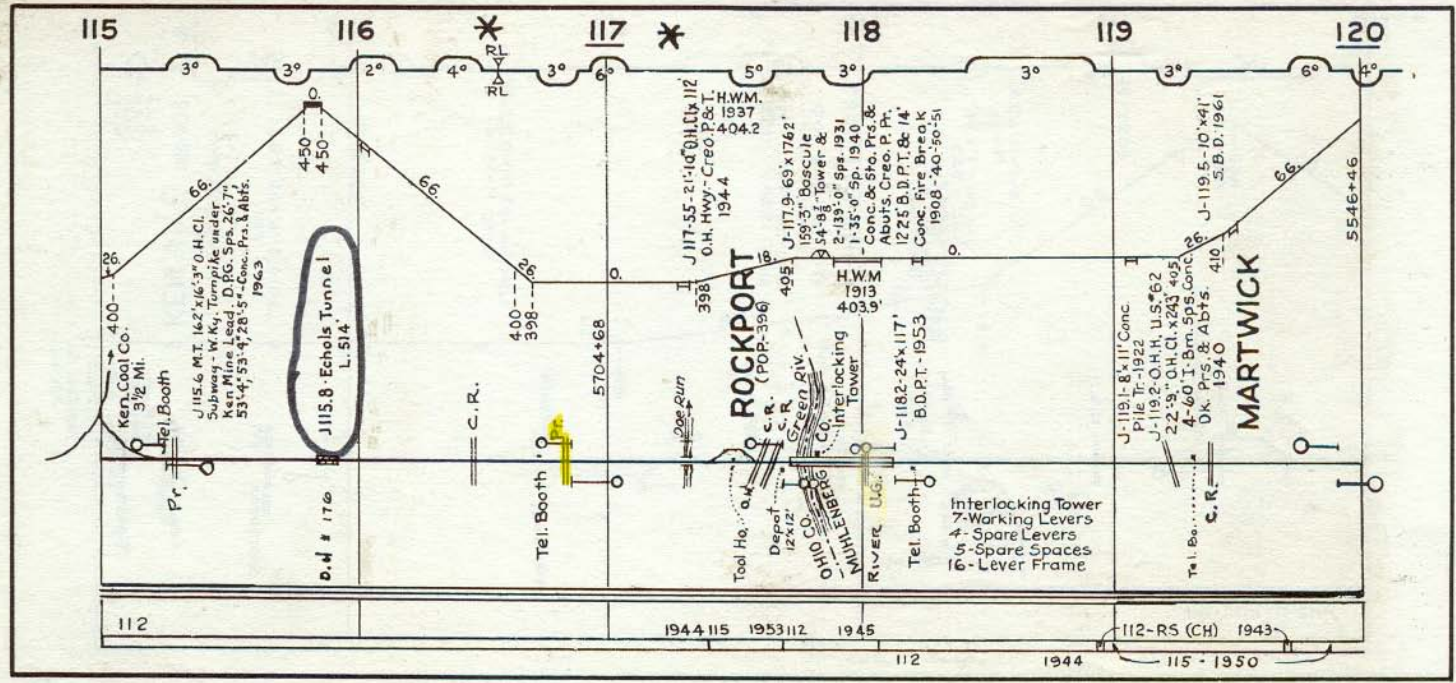 115
116
117
118
119
120
3°
3°
2°
4°
RL
RL
3°
6°
5°
3°
3°
3°
6°
4°
26.
400
66.
450
450
0.
66.
26.
400
398
0.
398
18.
405
0.
405
26.
410
66.
Ken. Coal Co.
3½ Mi.
Tel. Booth
Pr.
J115.6 M.T. 162'x16'-3" O.H.Cl.
Subway - W. Ky. Turnpike under
Ken Mine Lead. D.P.G. Sps. 26'-7",
53'-4", 53'-4", 28'-5" - Conc. Prs. & Abts.
1963
J115.8 - Echols Tunnel
L. 514'
O.H # 176
C.R.
Tel. Booth
Pr.
5704+68
Doe Run
J117-55-21'-10" O.H.Cl. x 112'
O.H. Hwy. - Creo. P. & T.
1944
H.W.M.
1937
404.2
ROCKPORT
(POP.-396)
Tool Ho.
O.H.
C.R.
C.R.
Depot
12'x12'
Green Riv.
OHIO CO.
MUHLENBERG CO.
Interlocking
Tower
J-117.9-69'x1762'
159'-3" Bascule
54'-8⅞" Tower &
2-139'-0" Sps. 1931
1-35'-0" Sp. 1940
Conc. & Sto. Prs. &
Abuts. Creo. P. Pr.
1225' B.D.P.T. & 14'
Conc. Fire Break
1908-'40-'50-'51
H.W.M
1913
403.9'
RIVER U.G.
J-118.2-24'x117'
B.D.P.T. - 1953
Tel. Booth
Interlocking Tower
7-Working Levers
4-Spare Levers
5-Spare Spaces
16-Lever Frame
J-119.1-8'x11' Conc.
Pile Tr.-1922
J-119.2-O.H.H. U.S.#62
22'-9" O.H.Cl. x 243'
4-60' I-Bm. Sps. Conc.
DK. Prs. & Abts.
1940
J-119.5-10'x41'
S.B.D. 1961
MARTWICK
Tel. Bo.
C.R.
5546+46
112
1944 115
1953 112
1945
112
1944
112-RS (CH)
1943
115 - 1950